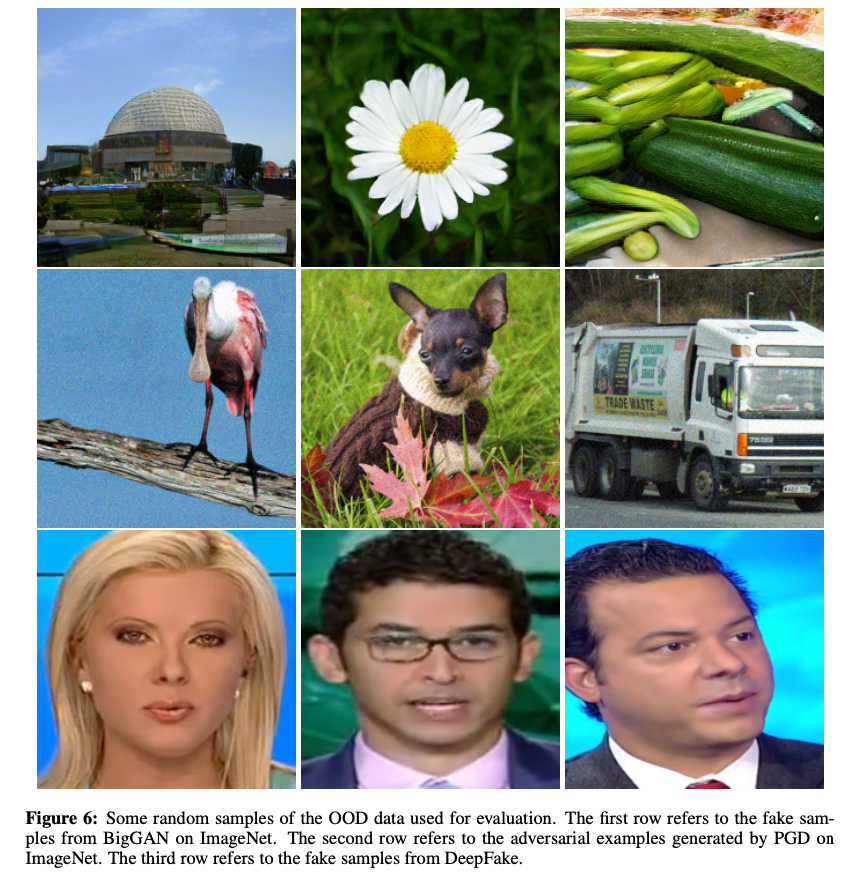 TRADE WASTE
Figure 6: Some random samples of the OOD data used for evaluation. The first row refers to the fake sam-
ples from BigGAN on ImageNet. The second row refers to the adversarial examples generated by PGD on
ImageNet. The third row refers to the fake samples from DeepFake.